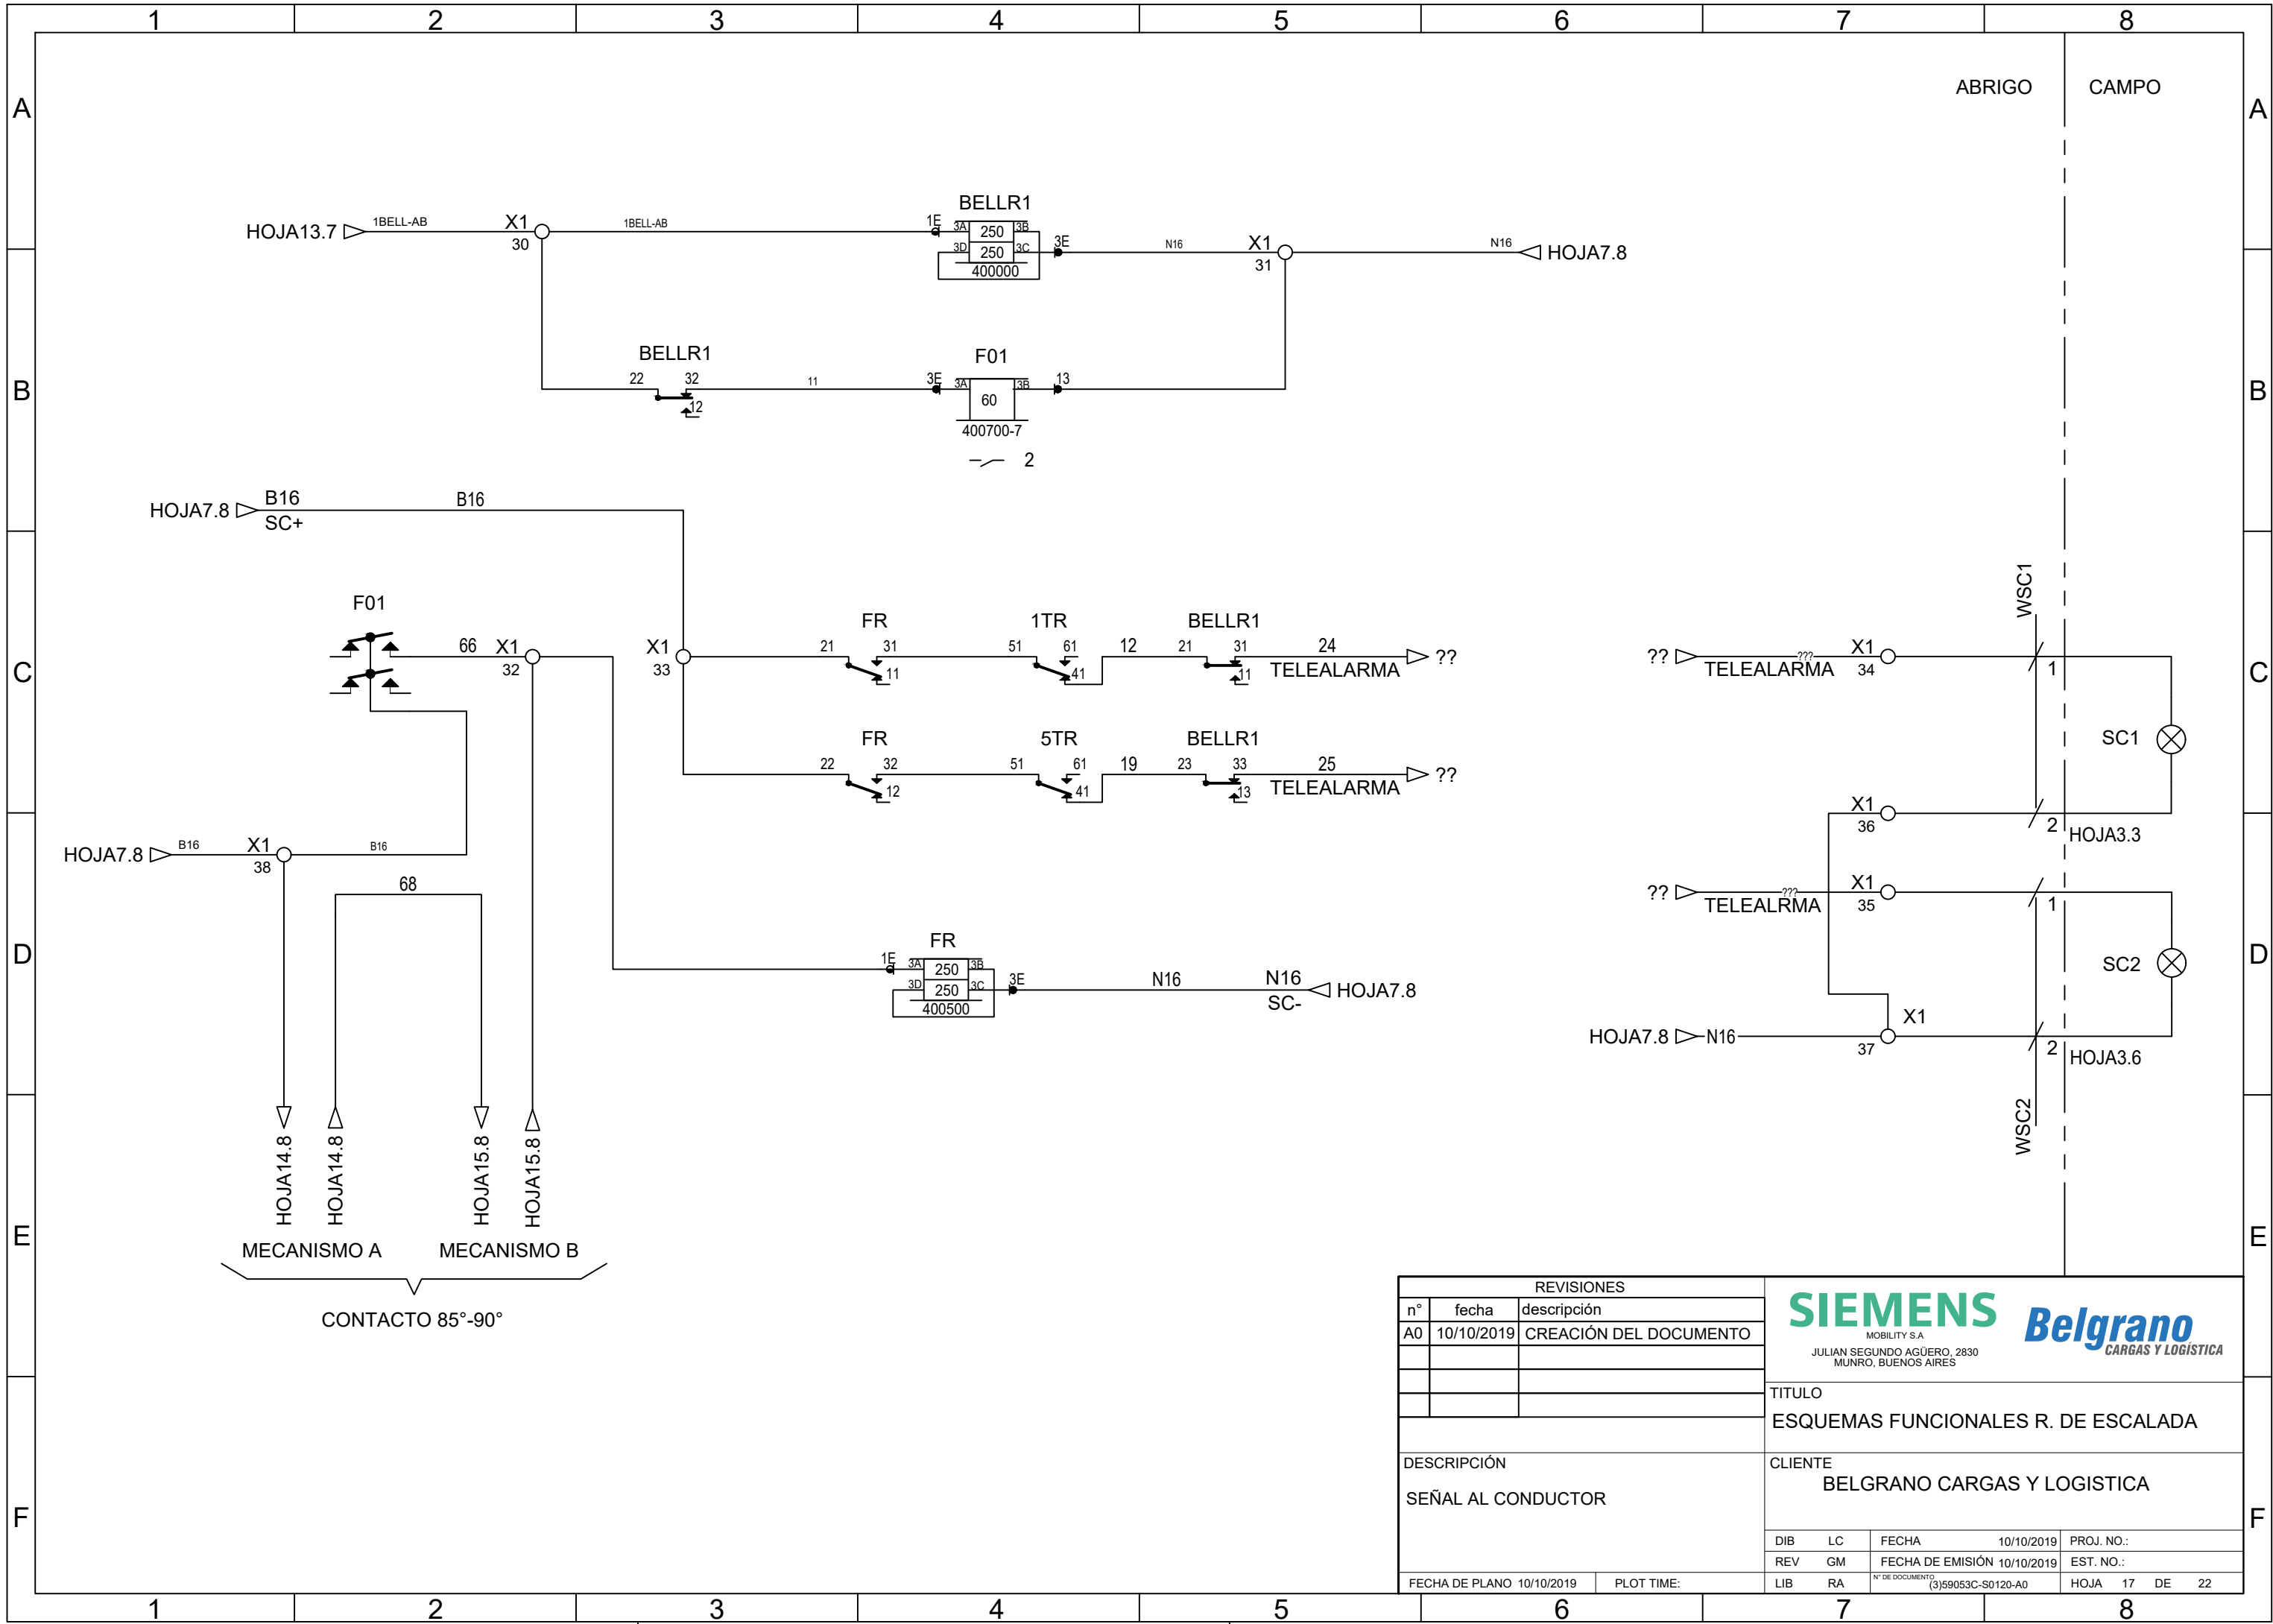 1 2 3 4 5 6 7 8
A
A
ABRIGO CAMPO
HOJA13.7
1BELL-AB
X1
30
1BELL-AB
BELLR1
1E
3A 250 3B
3D 250 3C
400000
3E
N16
X1
31
N16
HOJA7.8
B
B
BELLR1
22 32
12
11
F01
3E
3A 3B
60
13
400700-7
2
HOJA7.8
B16
SC+
B16
C
C
F01
66
X1
32
X1
33
FR
21 31
11
1TR
51 61
41
12
BELLR1
21 31
11
24
TELEALARMA
??
FR
22 32
12
5TR
51 61
41
19
BELLR1
23 33
13
25
TELEALARMA
??
??
???
TELEALARMA
X1
34
WSC1
1
SC1
X1
36
2
HOJA3.3
D
D
HOJA7.8
B16
X1
38
B16
68
FR
1E
3A 250 3B
3D 250 3C
400500
3E
N16
N16
SC-
HOJA7.8
??
???
TELEALRMA
X1
35
1
SC2
HOJA7.8
N16
X1
37
2
HOJA3.6
WSC2
E
E
HOJA14.8
HOJA14.8
HOJA15.8
HOJA15.8
MECANISMO A
MECANISMO B
CONTACTO 85°-90°
F
F
REVISIONES
n° fecha descripción
A0 10/10/2019 CREACIÓN DEL DOCUMENTO
SIEMENS
MOBILITY S.A
JULIAN SEGUNDO AGÜERO, 2830
MUNRO, BUENOS AIRES
Belgrano
CARGAS Y LOGÍSTICA
TITULO
ESQUEMAS FUNCIONALES R. DE ESCALADA
DESCRIPCIÓN
SEÑAL AL CONDUCTOR
CLIENTE
BELGRANO CARGAS Y LOGISTICA
DIB LC FECHA 10/10/2019 PROJ. NO.:
REV GM FECHA DE EMISIÓN 10/10/2019 EST. NO.:
FECHA DE PLANO 10/10/2019 PLOT TIME:
LIB RA N° DE DOCUMENTO (3)59053C-S0120-A0 HOJA 17 DE 22
1 2 3 4 5 6 7 8